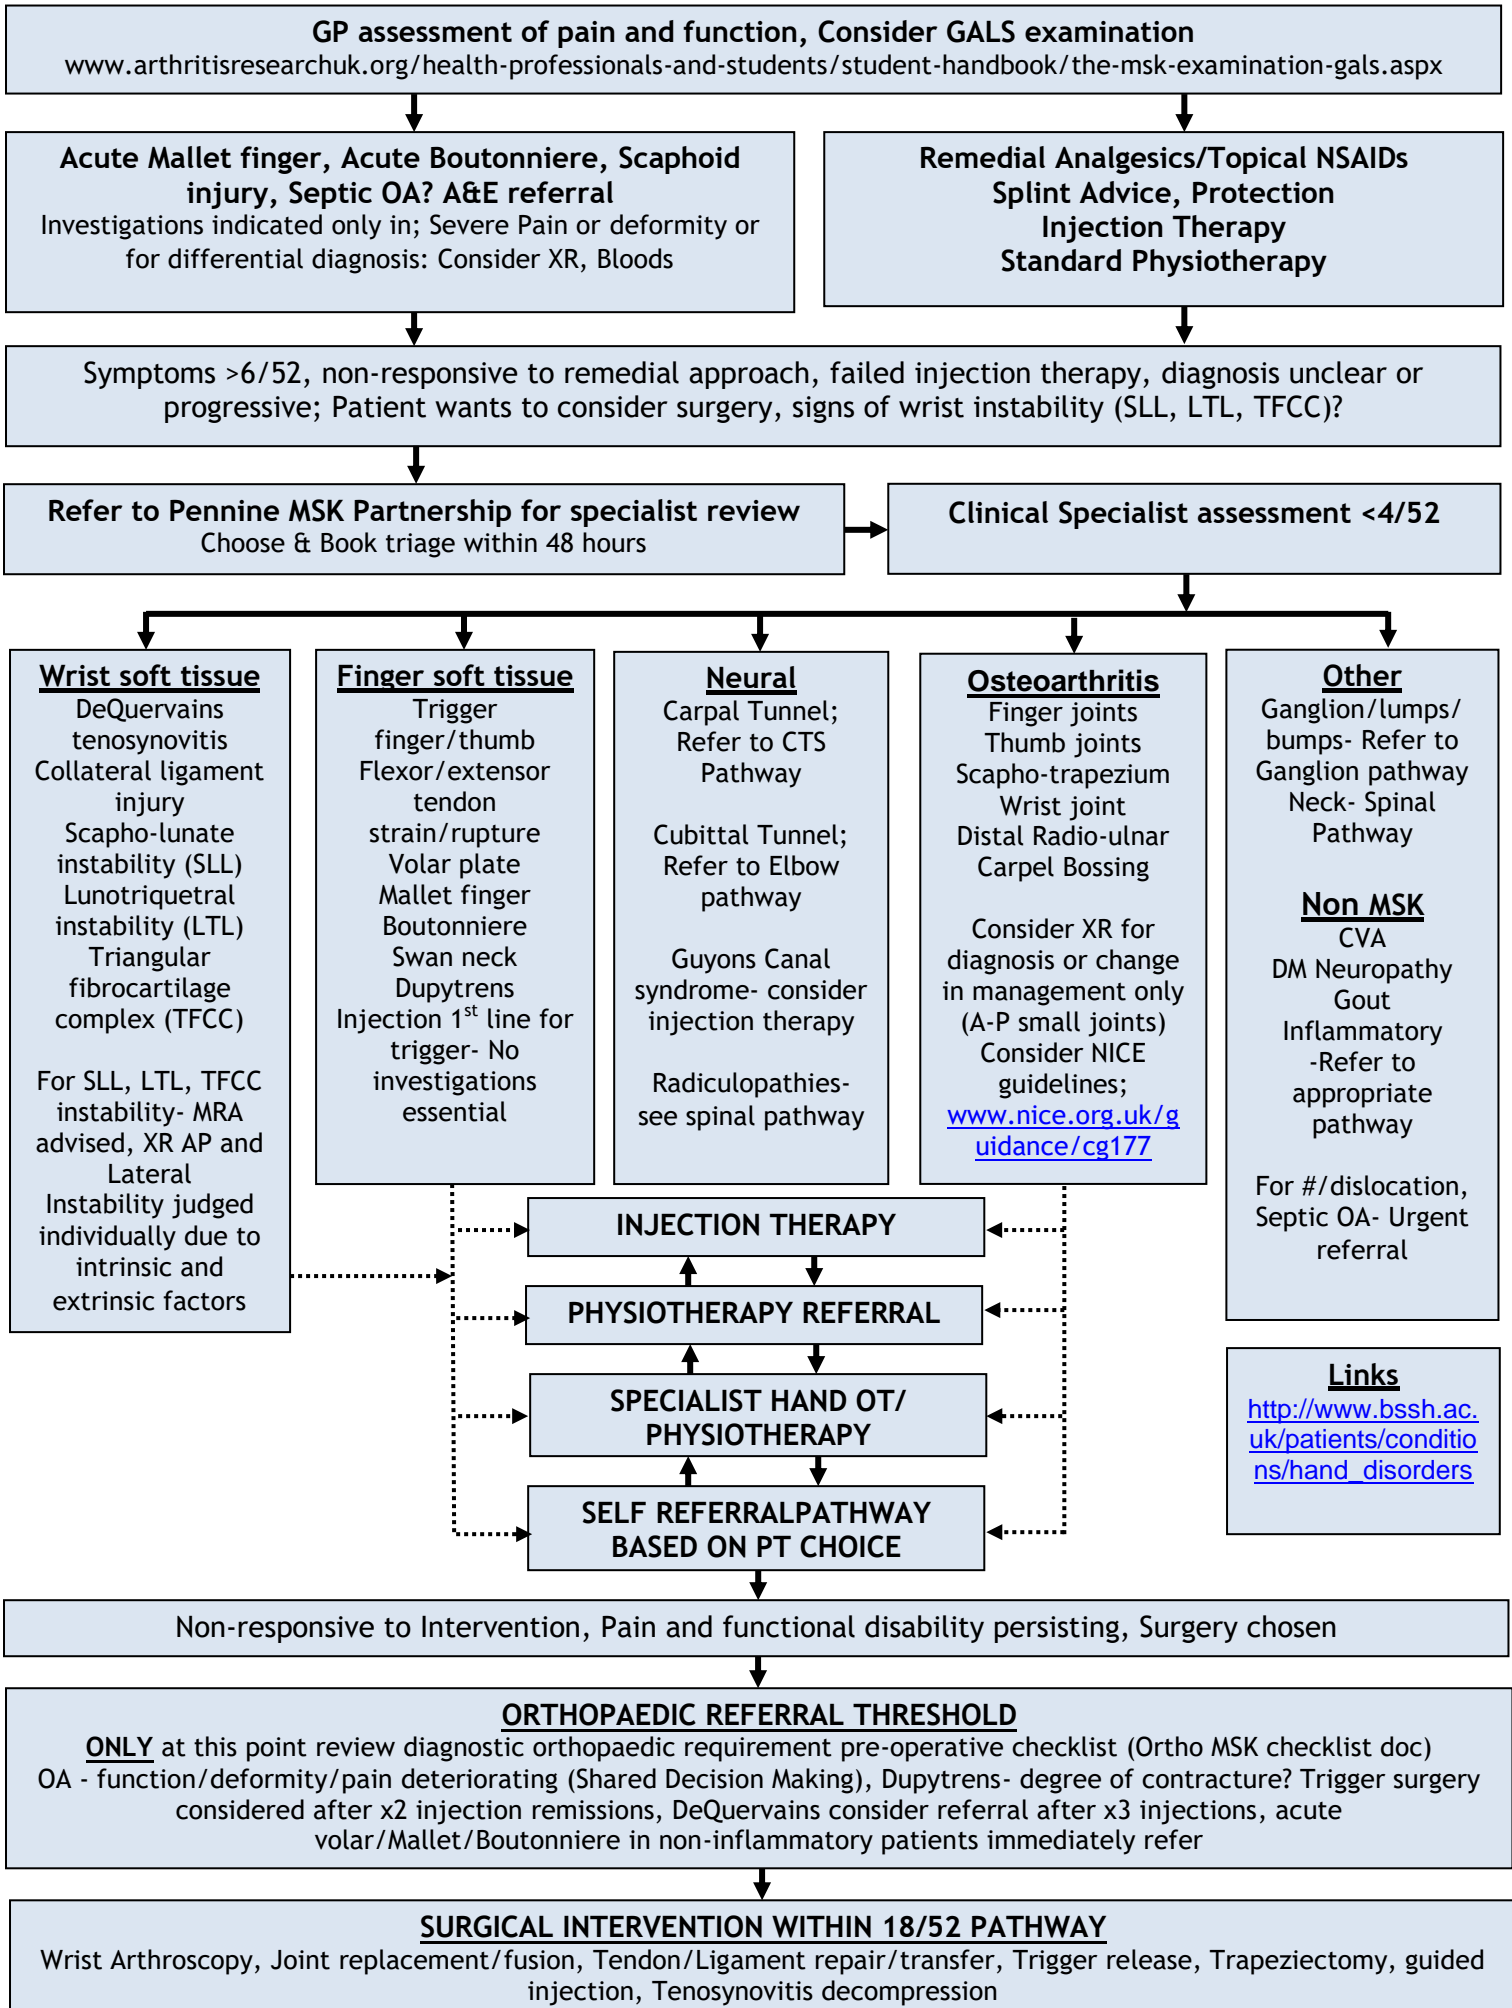 GP assessment of pain and function, Consider GALS examination
www.arthritisresearchuk.org/health-professionals-and-students/student-handbook/the-msk-examination-gals.aspx
Acute Mallet finger, Acute Boutonniere, Scaphoid
injury, Septic OA? A&E referral
Investigations indicated only in; Severe Pain or deformity or
for differential diagnosis: Consider XR, Bloods
Remedial Analgesics/Topical NSAIDs
Splint Advice, Protection
Injection Therapy
Standard Physiotherapy
Symptoms >6/52, non-responsive to remedial approach, failed injection therapy, diagnosis unclear or
progressive; Patient wants to consider surgery, signs of wrist instability (SLL, LTL, TFCC)?
Refer to Pennine MSK Partnership for specialist review
Choose & Book triage within 48 hours
Clinical Specialist assessment <4/52
Wrist soft tissue
DeQuervains
tenosynovitis
Collateral ligament
injury
Scapho-lunate
instability (SLL)
Lunotriquetral
instability (LTL)
Triangular
fibrocartilage
complex (TFCC)
For SLL, LTL, TFCC
instability- MRA
advised, XR AP and
Lateral
Instability judged
individually due to
intrinsic and
extrinsic factors
Finger soft tissue
Trigger
finger/thumb
Flexor/extensor
tendon
strain/rupture
Volar plate
Mallet finger
Boutonniere
Swan neck
Dupytrens
Injection 1st line for
trigger- No
investigations
essential
Neural
Carpal Tunnel;
Refer to CTS
Pathway
Cubittal Tunnel;
Refer to Elbow
pathway
Guyons Canal
syndrome- consider
injection therapy
Radiculopathies-
see spinal pathway
Osteoarthritis
Finger joints
Thumb joints
Scapho-trapezium
Wrist joint
Distal Radio-ulnar
Carpel Bossing
Consider XR for
diagnosis or change
in management only
(A-P small joints)
Consider NICE
guidelines;
www.nice.org.uk/g
uidance/cg177
Other
Ganglion/lumps/
bumps- Refer to
Ganglion pathway
Neck- Spinal
Pathway
Non MSK
CVA
DM Neuropathy
Gout
Inflammatory
-Refer to
appropriate
pathway
For #/dislocation,
Septic OA- Urgent
referral
INJECTION THERAPY
PHYSIOTHERAPY REFERRAL
SPECIALIST HAND OT/
PHYSIOTHERAPY
SELF REFERRALPATHWAY
BASED ON PT CHOICE
Links
http://www.bssh.ac.
uk/patients/conditio
ns/hand_disorders
Non-responsive to Intervention, Pain and functional disability persisting, Surgery chosen
ORTHOPAEDIC REFERRAL THRESHOLD
ONLY at this point review diagnostic orthopaedic requirement pre-operative checklist (Ortho MSK checklist doc)
OA - function/deformity/pain deteriorating (Shared Decision Making), Dupytrens- degree of contracture? Trigger surgery
considered after x2 injection remissions, DeQuervains consider referral after x3 injections, acute
volar/Mallet/Boutonniere in non-inflammatory patients immediately refer
SURGICAL INTERVENTION WITHIN 18/52 PATHWAY
Wrist Arthroscopy, Joint replacement/fusion, Tendon/Ligament repair/transfer, Trigger release, Trapeziectomy, guided
injection, Tenosynovitis decompression